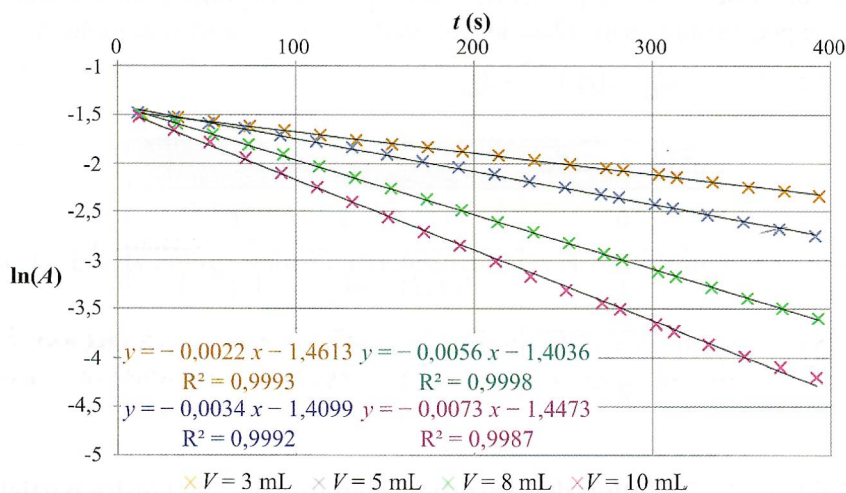 t (s)
0 100 200 300 400
-1
-1,5
-2
-2,5
-3
ln(A)
-3,5
-4
-4,5
-5
y = − 0,0022 x − 1,4613 y = − 0,0056 x − 1,4036
R² = 0,9993 R² = 0,9998
y = − 0,0034 x − 1,4099 y = − 0,0073 x − 1,4473
R² = 0,9992 R² = 0,9987
V = 3 mL V = 5 mL V = 8 mL V = 10 mL